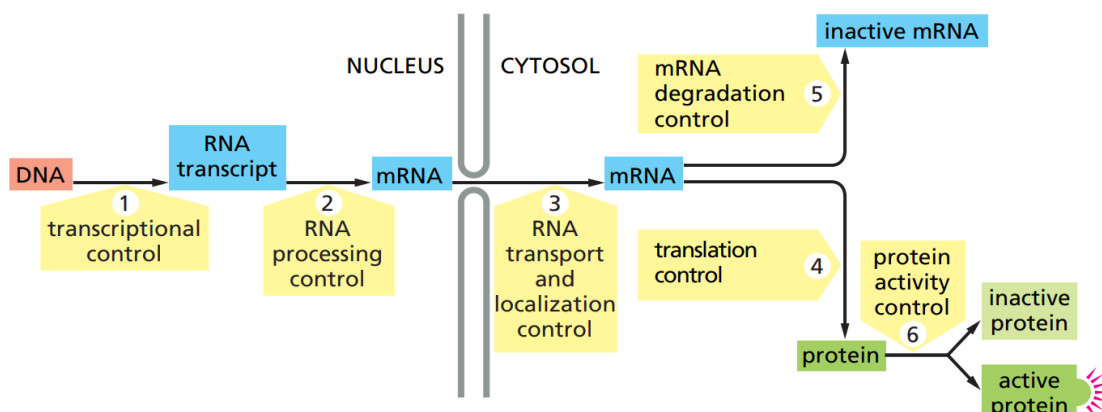 NUCLEUS
CYTOSOL
DNA
1
transcriptional
control
RNA
transcript
2
RNA
processing
control
mRNA
3
RNA
transport
and
localization
control
mRNA
mRNA
degradation
control
5
inactive mRNA
translation
control
4
protein
protein
activity
control
6
inactive
protein
active
protein